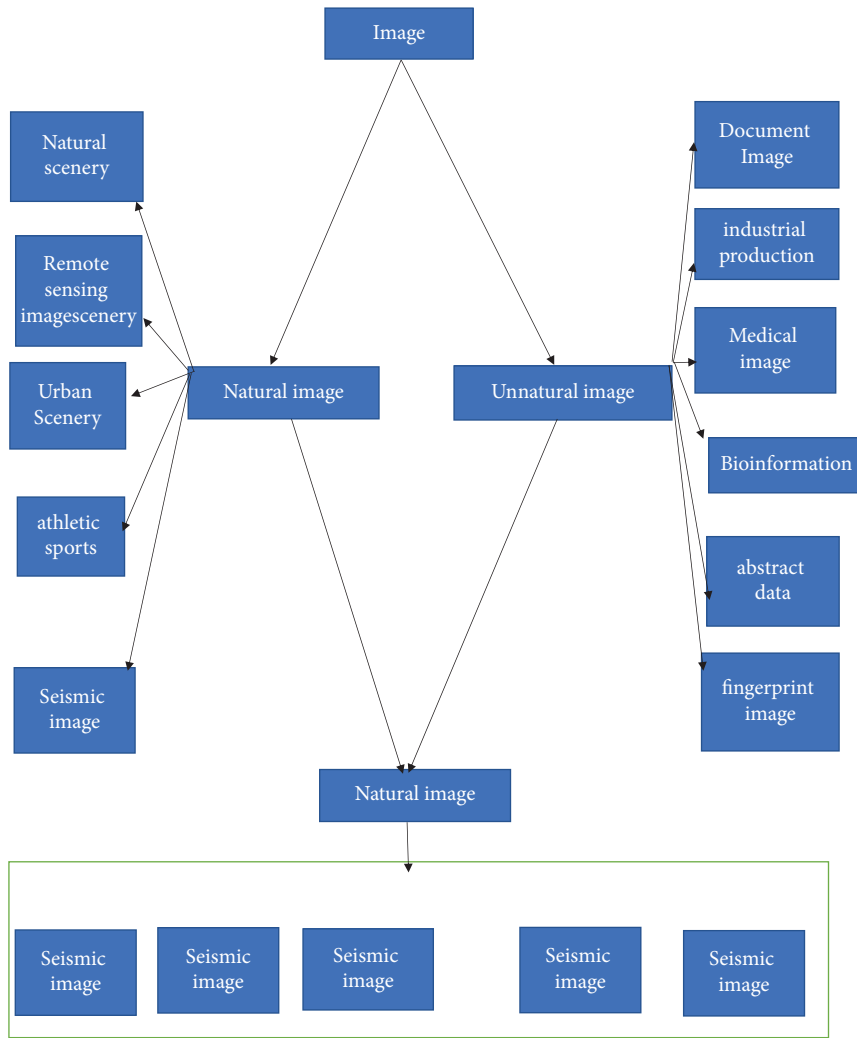 Image
Natural
scenery
Remote
sensing
imagescenery
Urban
Scenery
athletic
sports
Seismic
image
Natural image
Unnatural image
Document
Image
industrial
production
Medical
image
Bioinformation
abstract
data
fingerprint
image
Natural image
Seismic
image
Seismic
image
Seismic
image
Seismic
image
Seismic
image